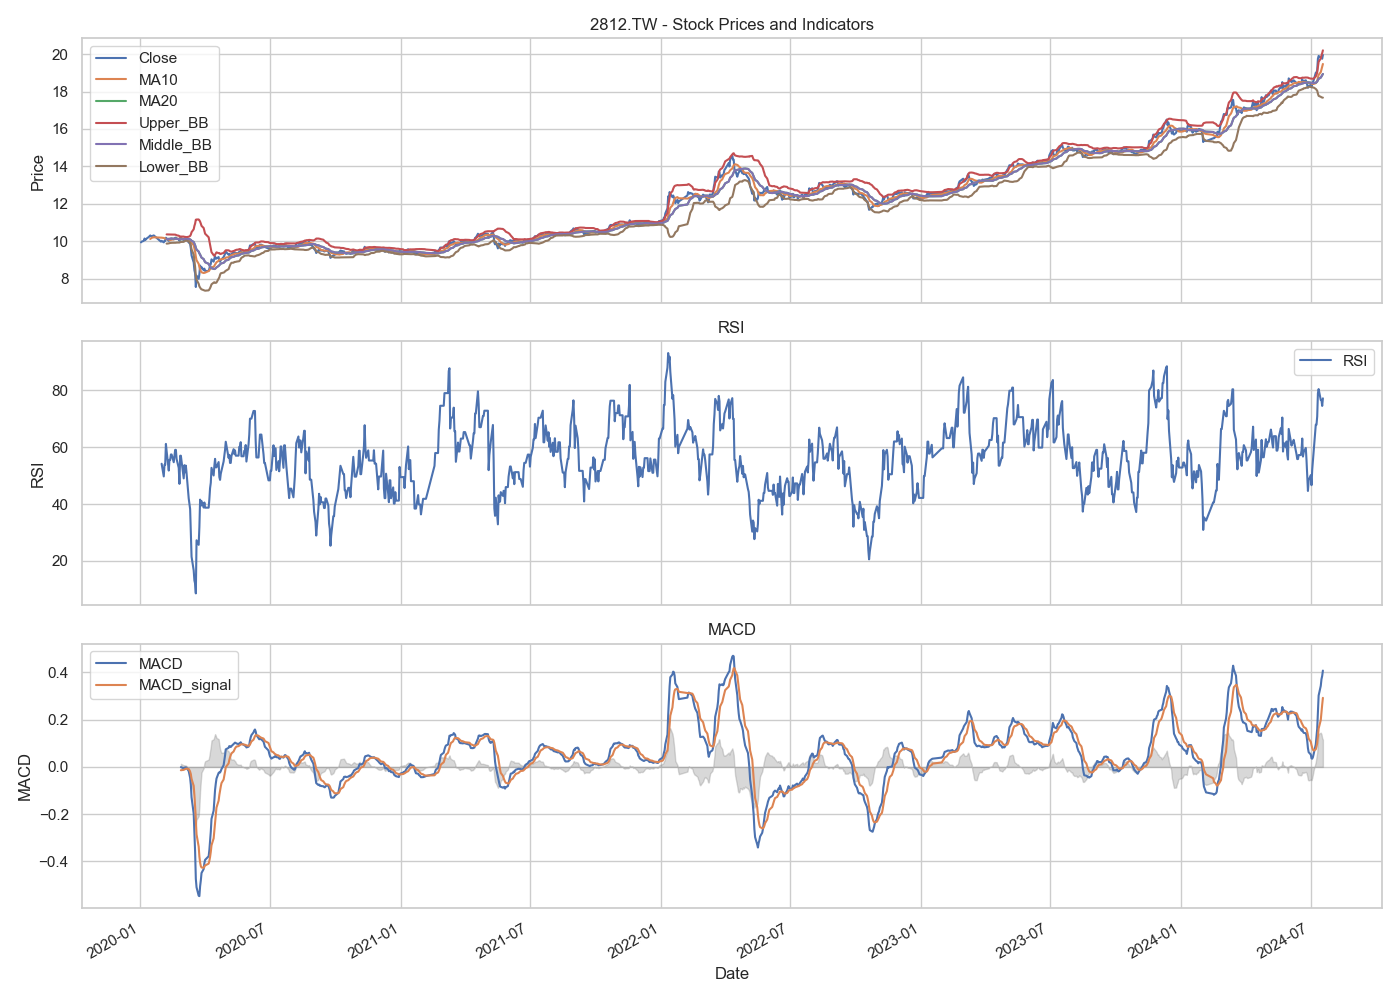 2812.TW - Stock Prices and Indicators
Close
MA10
MA20
Upper_BB
Middle_BB
Lower_BB
Price
20
18
16
14
12
10
8
RSI
RSI
RSI
80
60
40
20
MACD
MACD
MACD_signal
MACD
0.4
0.2
0.0
−0.2
−0.4
2020-01
2020-07
2021-01
2021-07
2022-01
2022-07
2023-01
2023-07
2024-01
2024-07
Date